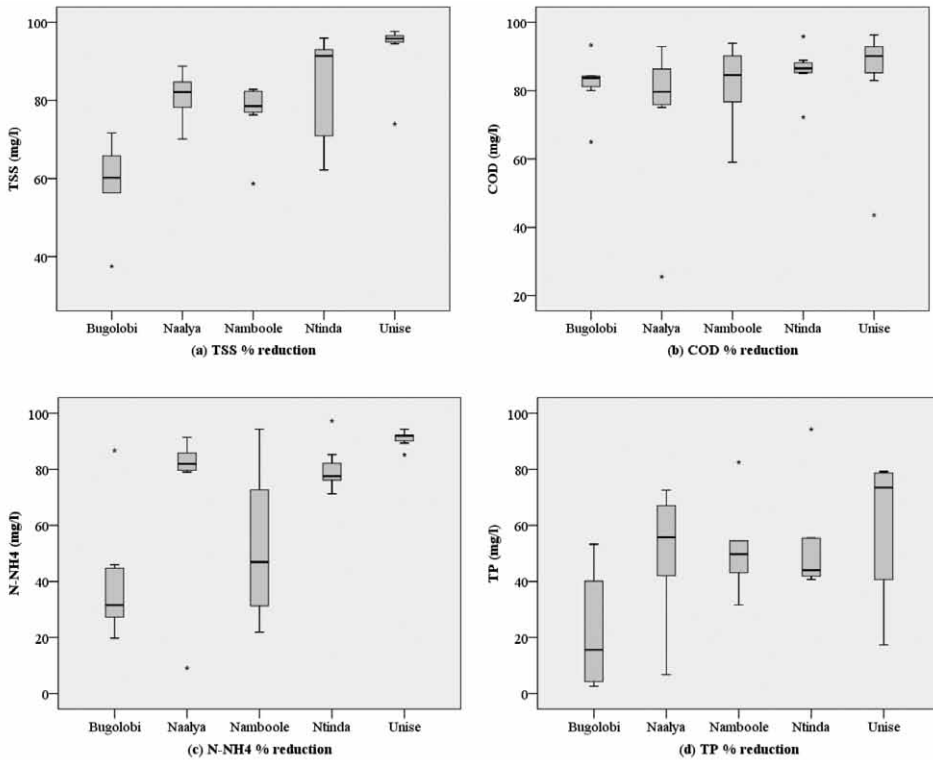 100
80
60
40
TSS (mg/l)
Bugolobi Naalya Namboole Ntinda Unise
(a) TSS % reduction
100
80
60
40
20
COD (mg/l)
Bugolobi Naalya Namboole Ntinda Unise
(b) COD % reduction
100
80
60
40
20
0
N-NH4 (mg/l)
Bugolobi Naalya Namboole Ntinda Unise
(c) N-NH4 % reduction
100
80
60
40
20
0
TP (mg/l)
Bugolobi Naalya Namboole Ntinda Unise
(d) TP % reduction